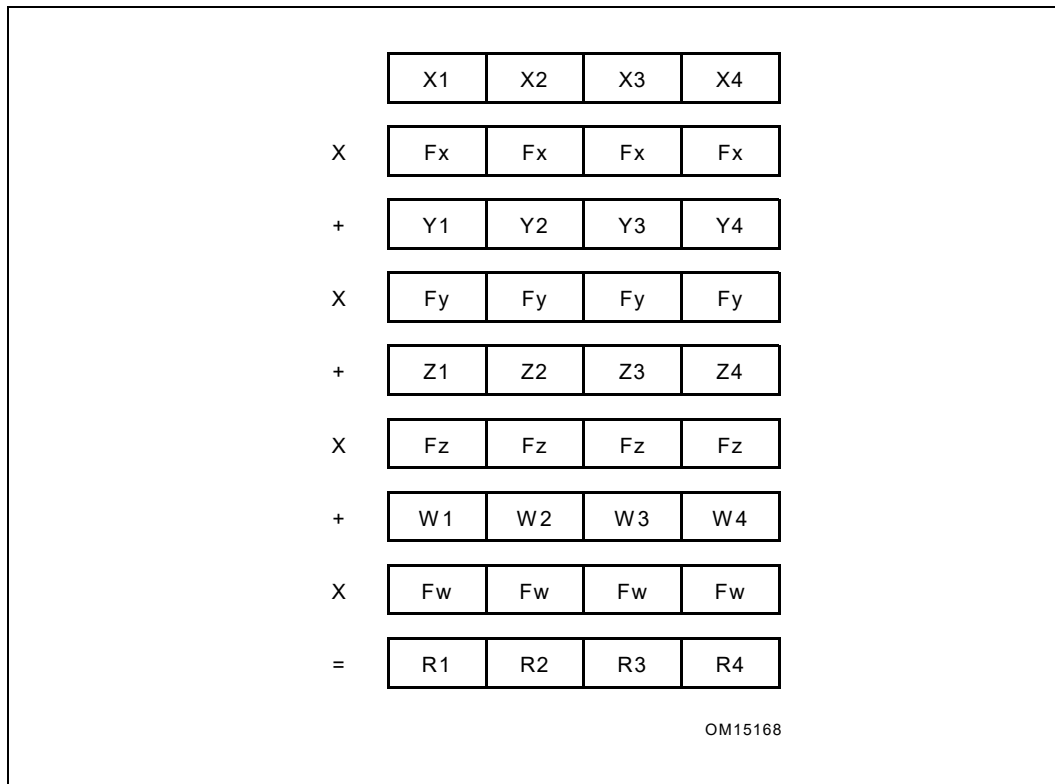 X1 X2 X3 X4
X Fx Fx Fx Fx
+ Y1 Y2 Y3 Y4
X Fy Fy Fy Fy
+ Z1 Z2 Z3 Z4
X Fz Fz Fz Fz
+ W1 W2 W3 W4
X Fw Fw Fw Fw
= R1 R2 R3 R4
OM15168